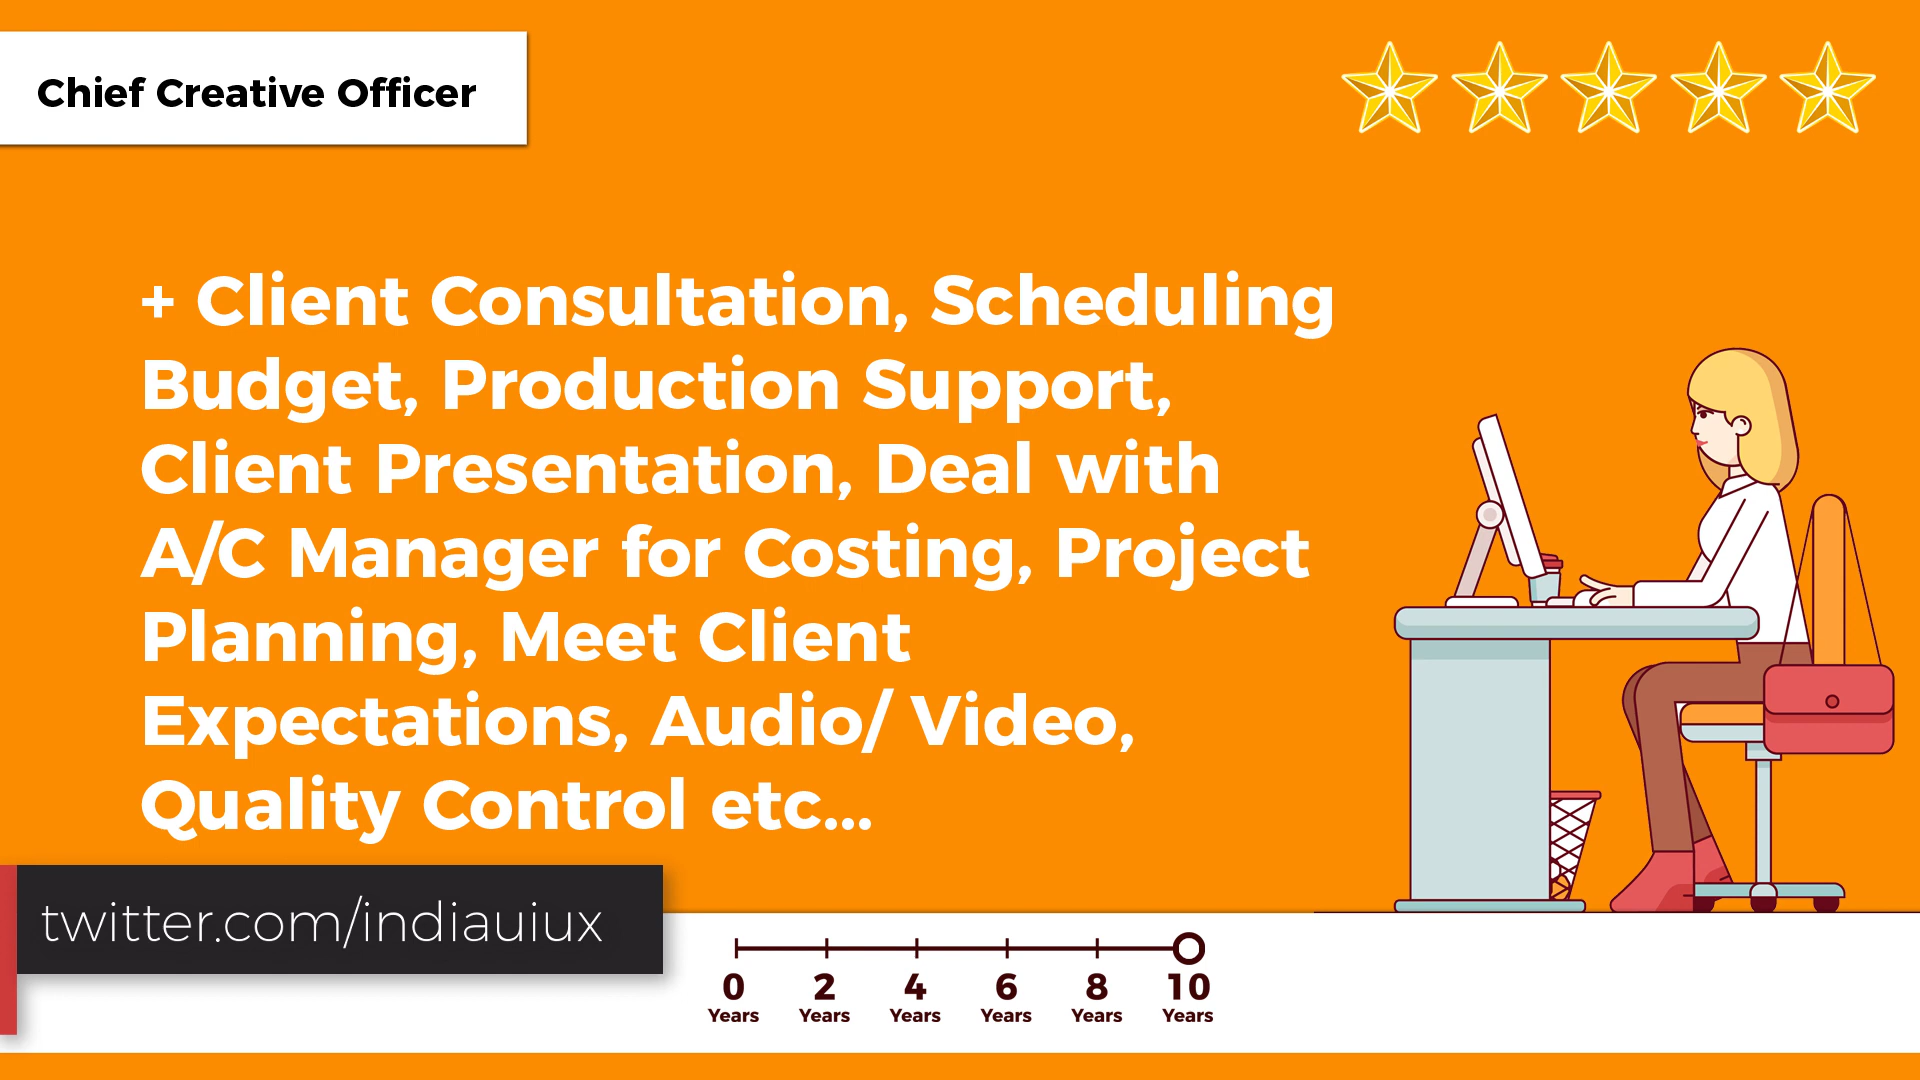 Chief Creative Officer
+ Client Consultation, Scheduling
Budget, Production Support,
Client Presentation, Deal with
A/C Manager for Costing, Project
Planning, Meet Client
Expectations, Audio/ Video,
Quality Control etc...
twitter.com/indiauiux
0 2 4 6 8 10
Years Years Years Years Years Years